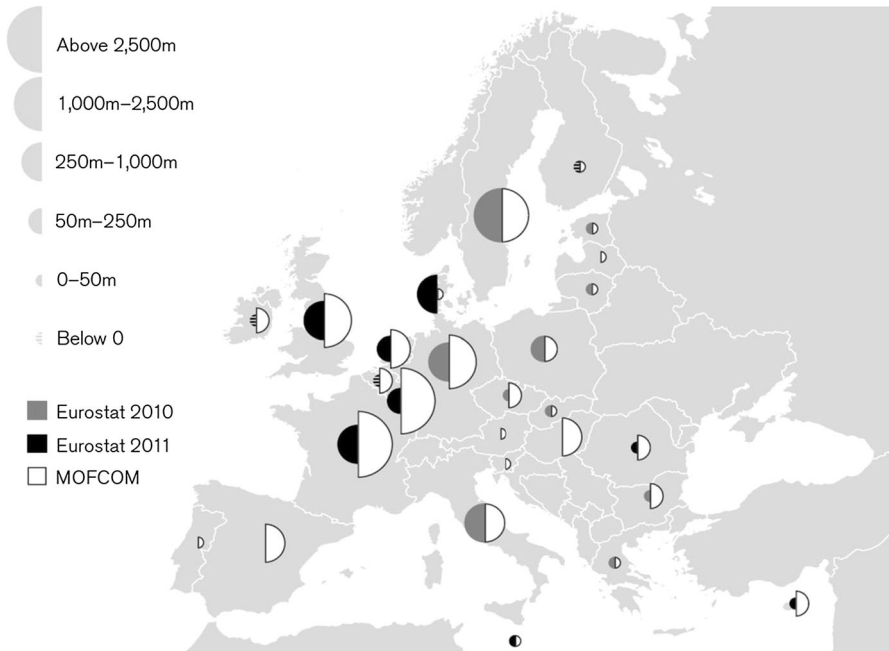 Above 2,500m
1,000m–2,500m
250m–1,000m
50m–250m
0–50m
Below 0
Eurostat 2010
Eurostat 2011
MOFCOM